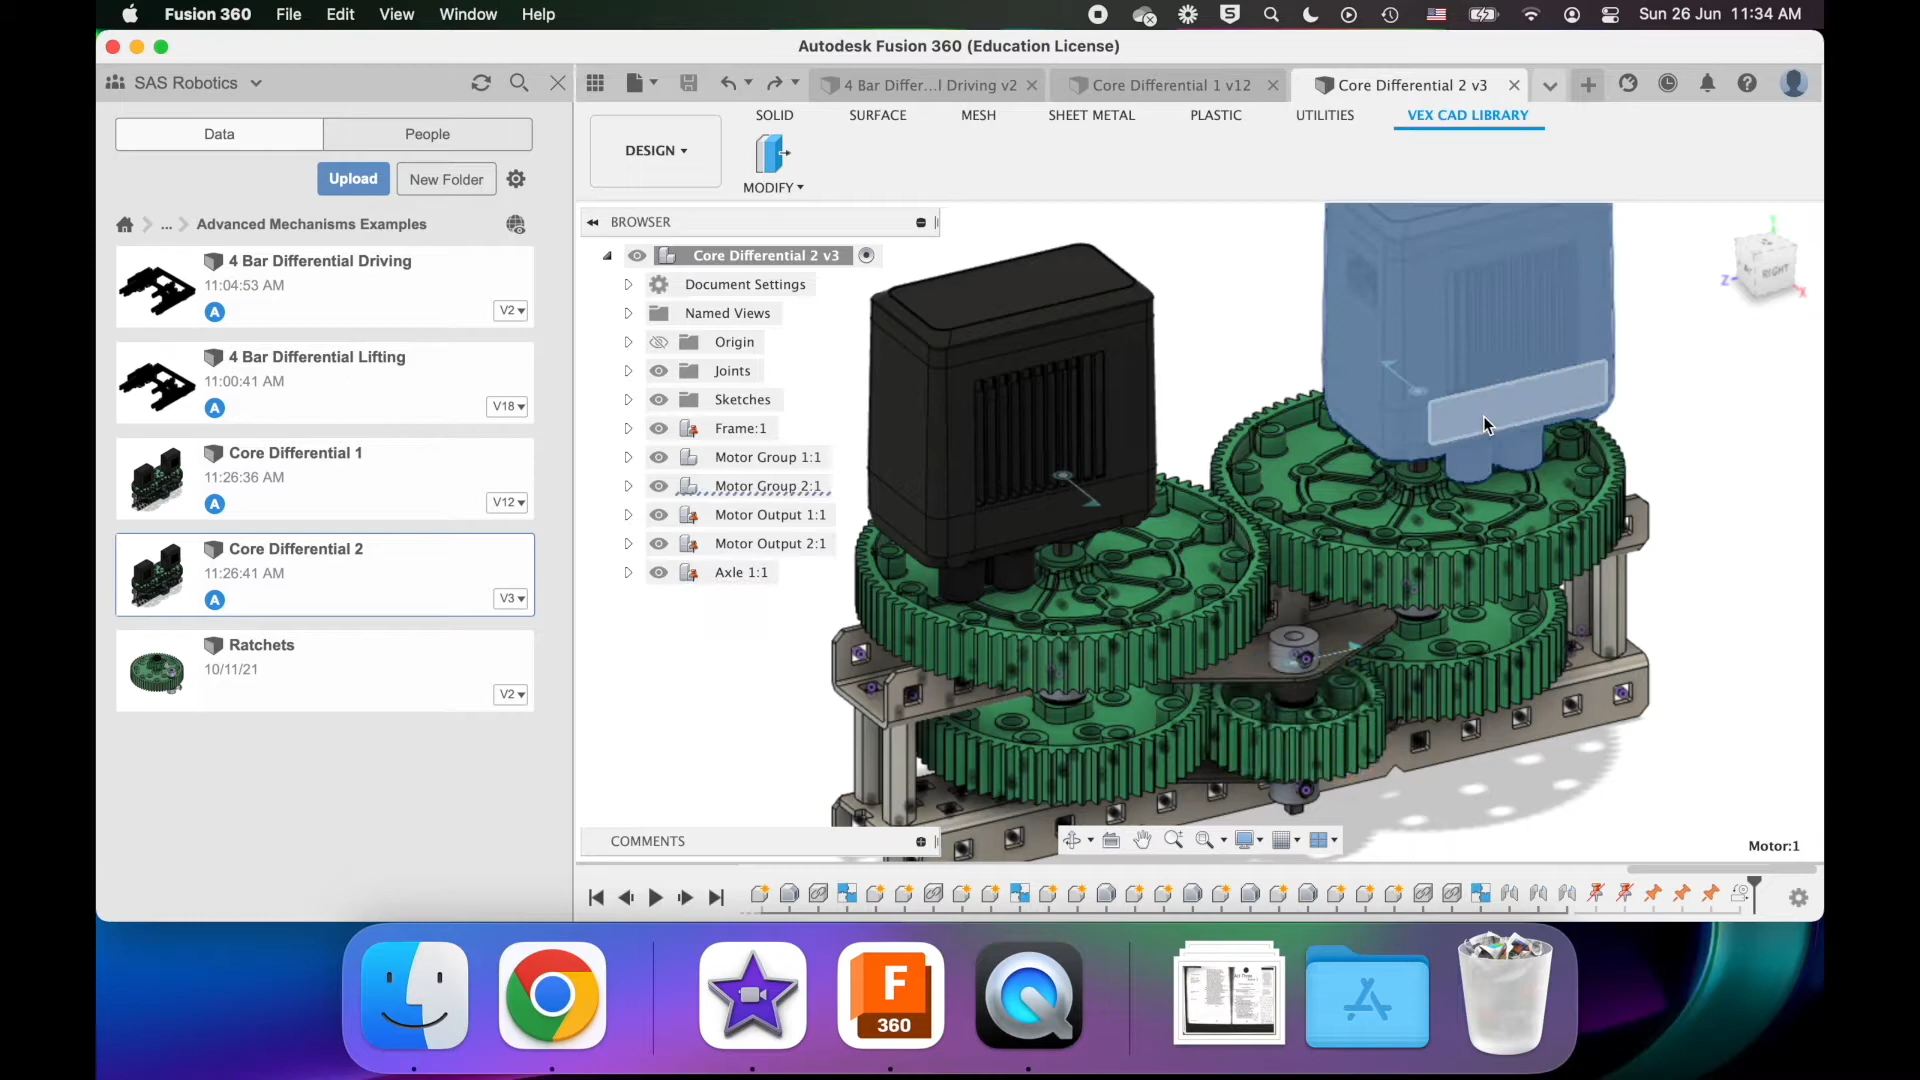 Fusion 360 File Edit View Window Help
Sun 26 Jun 11:34 AM
Autodesk Fusion 360 (Education License)
SAS Robotics
4 Bar Differ...l Driving v2
Core Differential 1 v12
Core Differential 2 v3
Data People
Upload New Folder
... Advanced Mechanisms Examples
4 Bar Differential Driving
11:04:53 AM
A
V2
4 Bar Differential Lifting
11:00:41 AM
A
V18
Core Differential 1
11:26:36 AM
A
V12
Core Differential 2
11:26:41 AM
A
V3
Ratchets
10/11/21
V2
SOLID SURFACE MESH SHEET METAL PLASTIC UTILITIES VEX CAD LIBRARY
DESIGN
MODIFY
BROWSER
Core Differential 2 v3
Document Settings
Named Views
Origin
Joints
Sketches
Frame:1
Motor Group 1:1
Motor Group 2:1
Motor Output 1:1
Motor Output 2:1
Axle 1:1
RIGHT
Z
X
COMMENTS
Motor:1
F
360